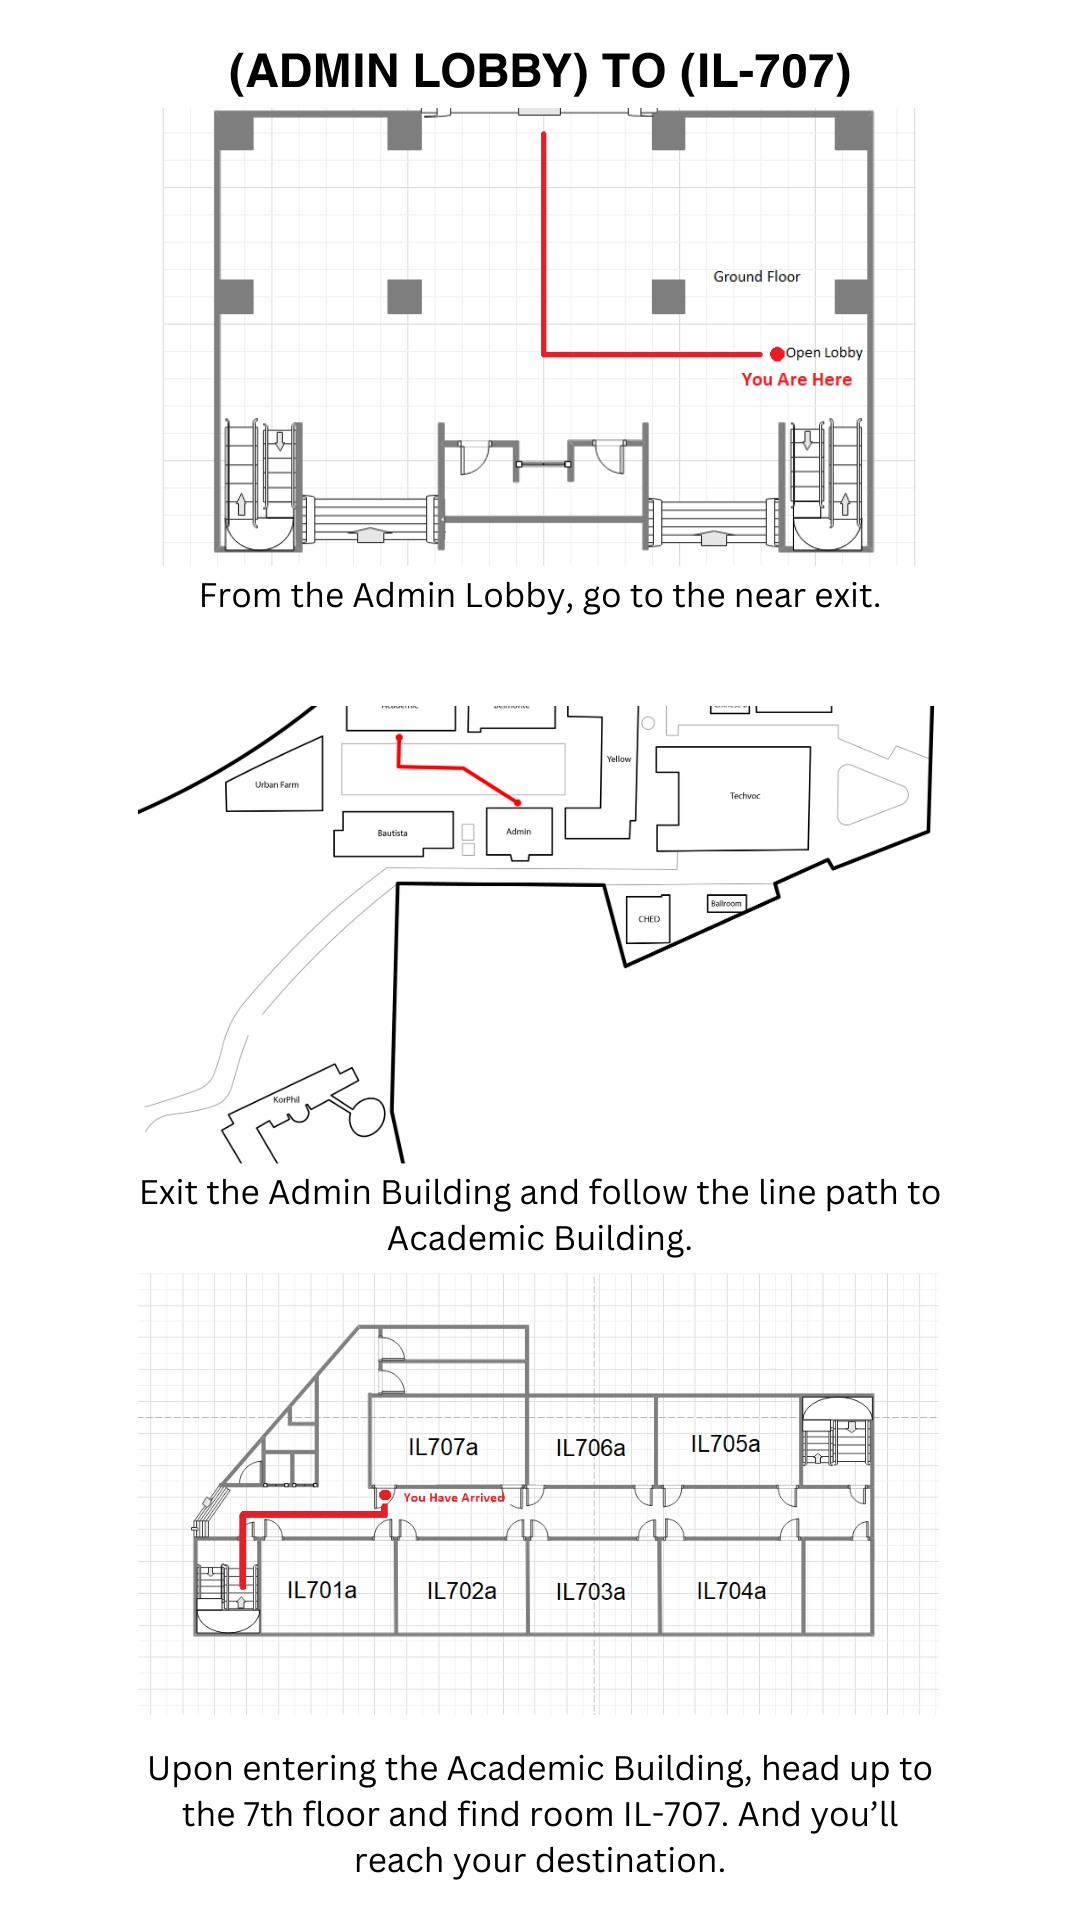 (ADMIN LOBBY) TO (IL-707)
Ground Floor
Open Lobby
You Are Here
From the Admin Lobby, go to the near exit.
Urban Farm
Yellow
Techvoc
Bautista
Admin
CHED
Ballroom
KorPhil
Exit the Admin Building and follow the line path to
Academic Building.
IL707a
IL706a
IL705a
You Have Arrived
IL701a
IL702a
IL703a
IL704a
Upon entering the Academic Building, head up to
the 7th floor and find room IL-707. And you’ll
reach your destination.